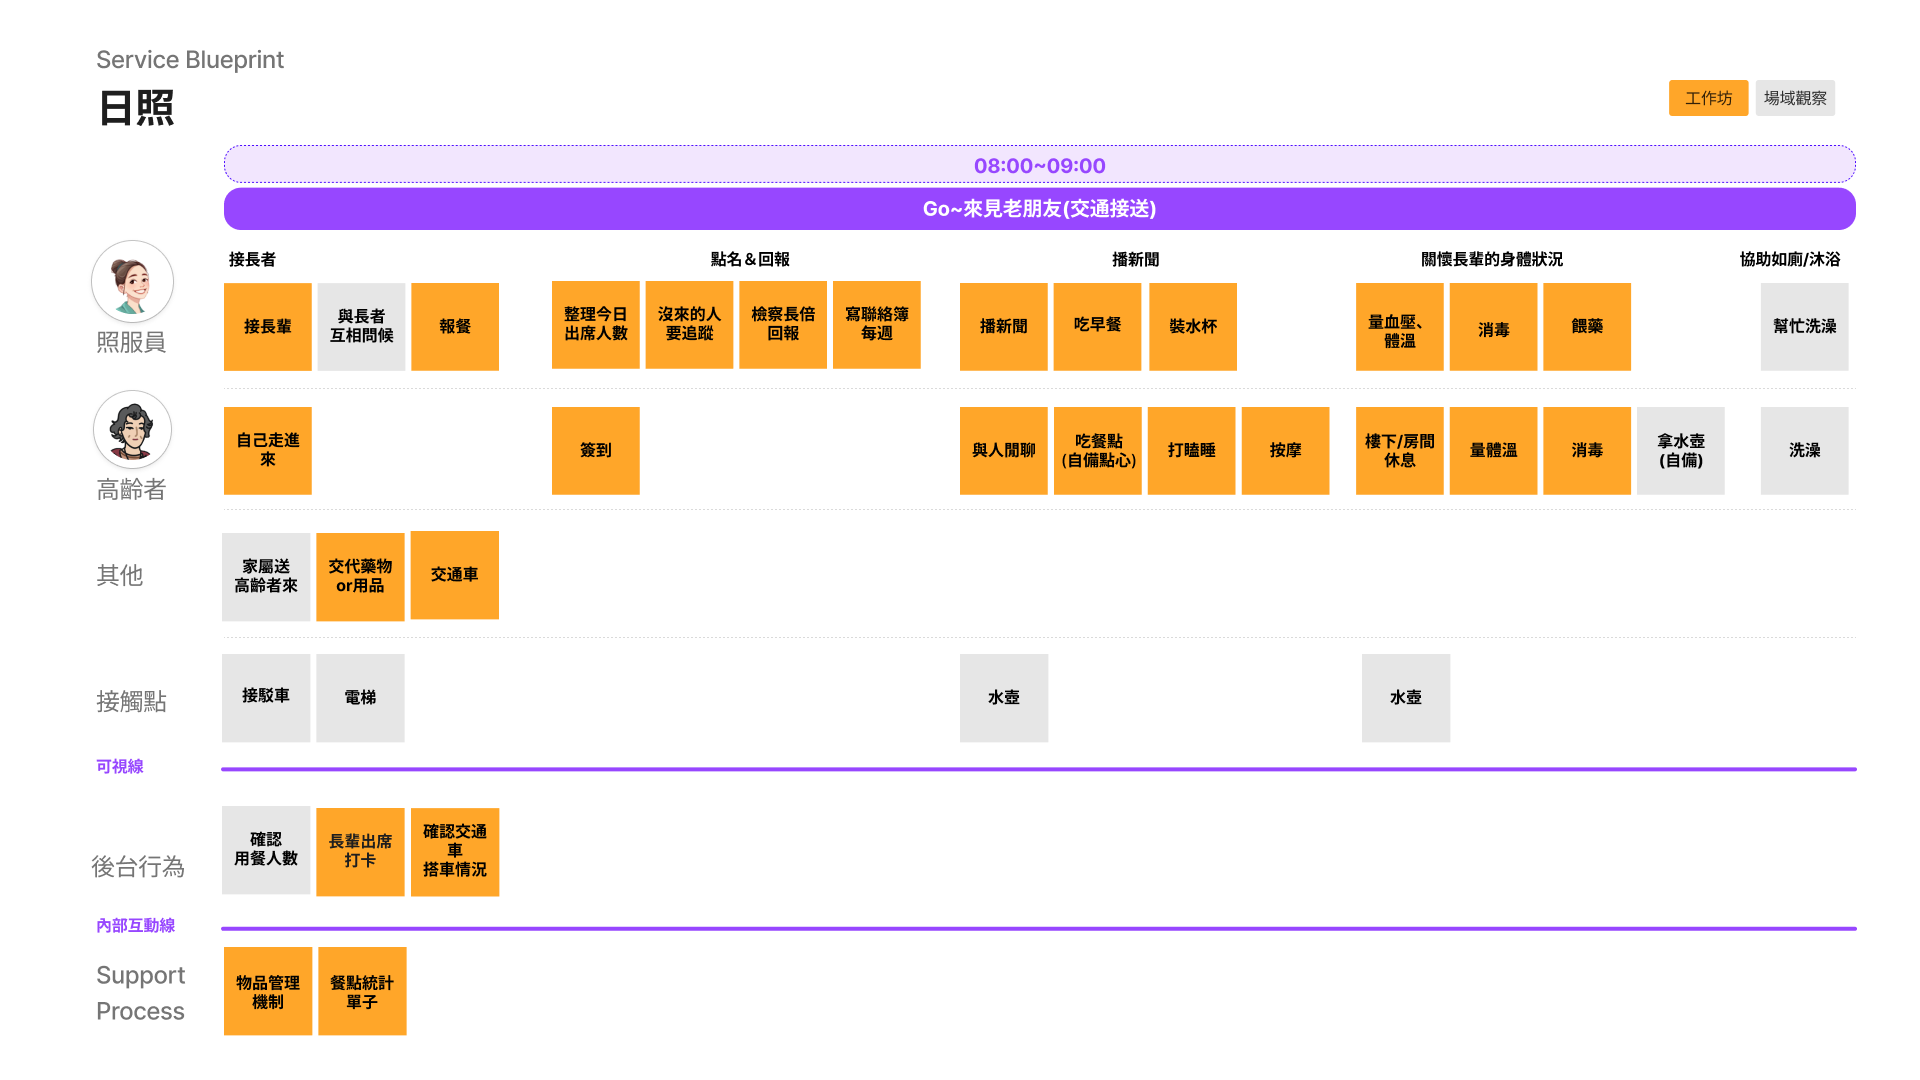 Service Blueprint
日照
工作坊
場域觀察
08:00~09:00
Go~來見老朋友(交通接送)
接長者
點名＆回報
播新聞
關懷長輩的身體狀況
協助如廁/沐浴
照服員
接長輩
與長者
互相問候
報餐
整理今日
出席人數
沒來的人
要追蹤
檢察長倍
回報
寫聯絡簿
每週
播新聞
吃早餐
裝水杯
量血壓、
體溫
消毒
餵藥
幫忙洗澡
高齡者
自己走進
來
簽到
與人閒聊
吃餐點
(自備點心)
打瞌睡
按摩
樓下/房間
休息
量體溫
消毒
拿水壺
(自備)
洗澡
其他
家屬送
高齡者來
交代藥物
or用品
交通車
接觸點
接駁車
電梯
水壺
水壺
可視線
後台行為
確認
用餐人數
長輩出席
打卡
確認交通
車
搭車情況
內部互動線
Support
Process
物品管理
機制
餐點統計
單子